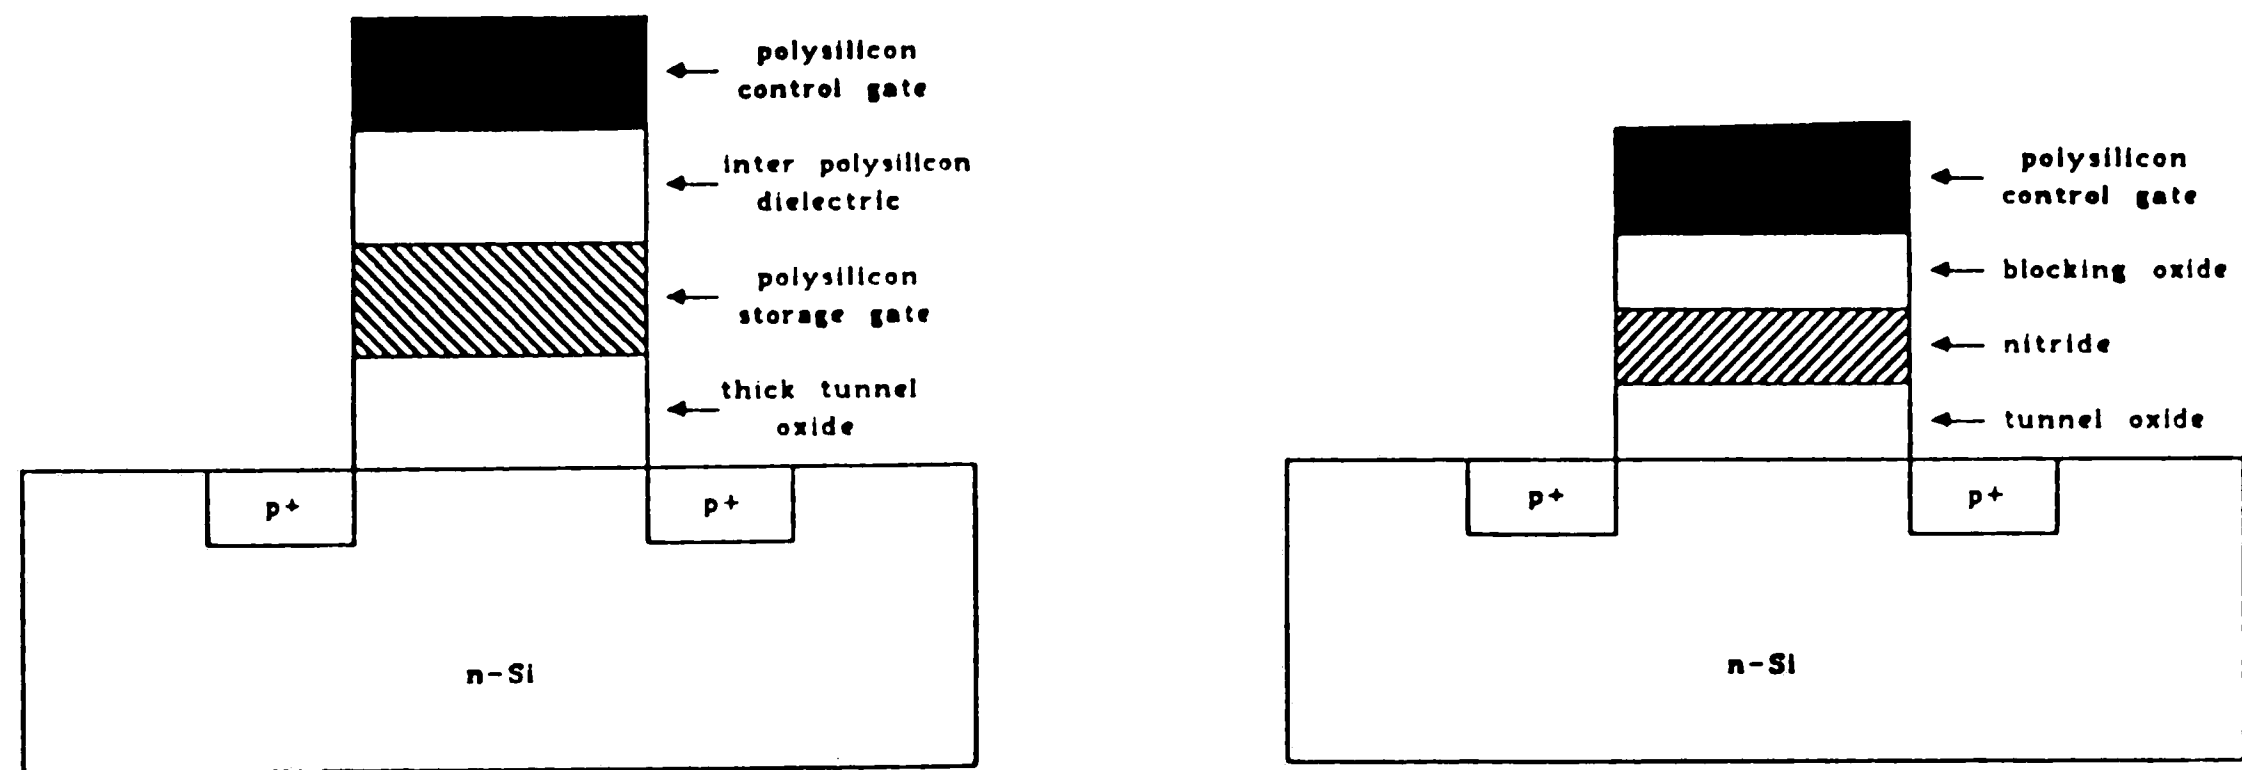 polysilicon
control gate
inter polysilicon
dielectric
polysilicon
storage gate
thick tunnel
oxide
p+
p+
n-Si
polysilicon
control gate
blocking oxide
nitride
tunnel oxide
p+
p+
n-Si